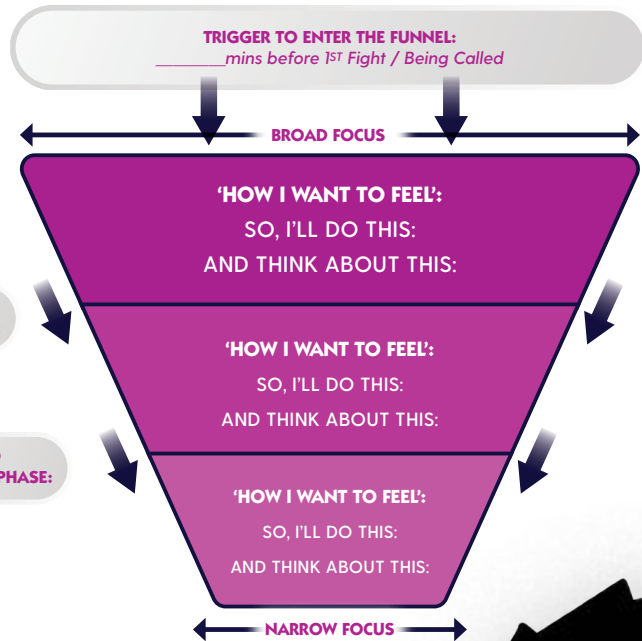 TRIGGER TO ENTER THE FUNNEL:
________mins before 1ST Fight / Being Called
BROAD FOCUS
‘HOW I WANT TO FEEL’:
SO, I’LL DO THIS:
AND THINK ABOUT THIS:
‘HOW I WANT TO FEEL’:
SO, I’LL DO THIS:
AND THINK ABOUT THIS:
PHASE:
‘HOW I WANT TO FEEL’:
SO, I’LL DO THIS:
AND THINK ABOUT THIS:
NARROW FOCUS